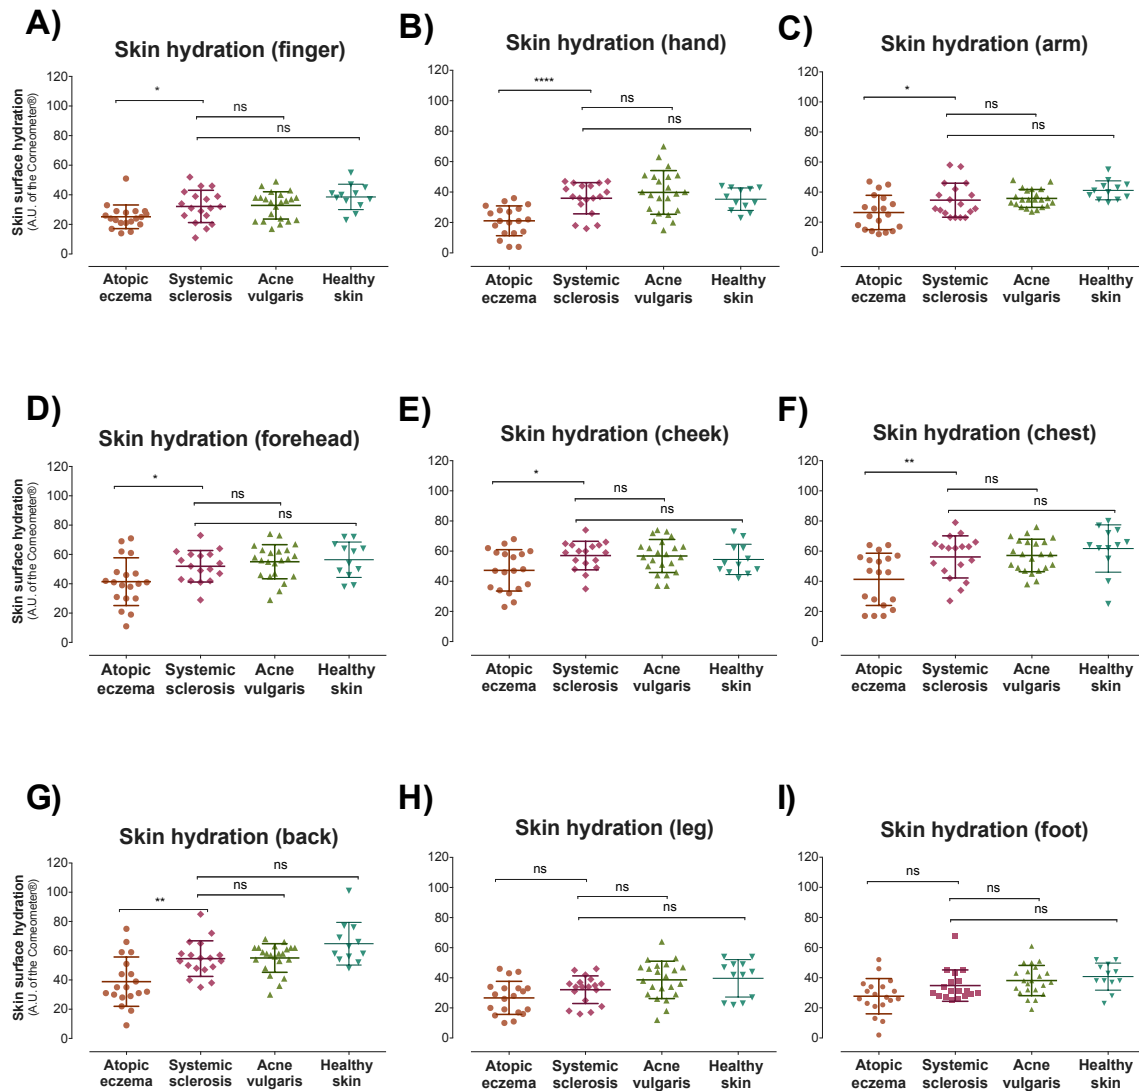 A)
Skin hydration (finger)
Skin surface hydration
(A.U. of the Corneometer®)
120
100
80
60
40
20
0
*
ns
ns
Atopic eczema
Systemic sclerosis
Acne vulgaris
Healthy skin
B)
Skin hydration (hand)
120
100
80
60
40
20
0
****
ns
ns
Atopic eczema
Systemic sclerosis
Acne vulgaris
Healthy skin
C)
Skin hydration (arm)
120
100
80
60
40
20
0
*
ns
ns
Atopic eczema
Systemic sclerosis
Acne vulgaris
Healthy skin
D)
Skin hydration (forehead)
Skin surface hydration
(A.U. of the Corneometer®)
120
100
80
60
40
20
0
*
ns
ns
Atopic eczema
Systemic sclerosis
Acne vulgaris
Healthy skin
E)
Skin hydration (cheek)
120
100
80
60
40
20
0
*
ns
ns
Atopic eczema
Systemic sclerosis
Acne vulgaris
Healthy skin
F)
Skin hydration (chest)
120
100
80
60
40
20
0
**
ns
ns
Atopic eczema
Systemic sclerosis
Acne vulgaris
Healthy skin
G)
Skin hydration (back)
Skin surface hydration
(A.U. of the Corneometer®)
120
100
80
60
40
20
0
ns
ns
**
Atopic eczema
Systemic sclerosis
Acne vulgaris
Healthy skin
H)
Skin hydration (leg)
120
100
80
60
40
20
0
ns
ns
ns
Atopic eczema
Systemic sclerosis
Acne vulgaris
Healthy skin
I)
Skin hydration (foot)
120
100
80
60
40
20
0
ns
ns
ns
Atopic eczema
Systemic sclerosis
Acne vulgaris
Healthy skin